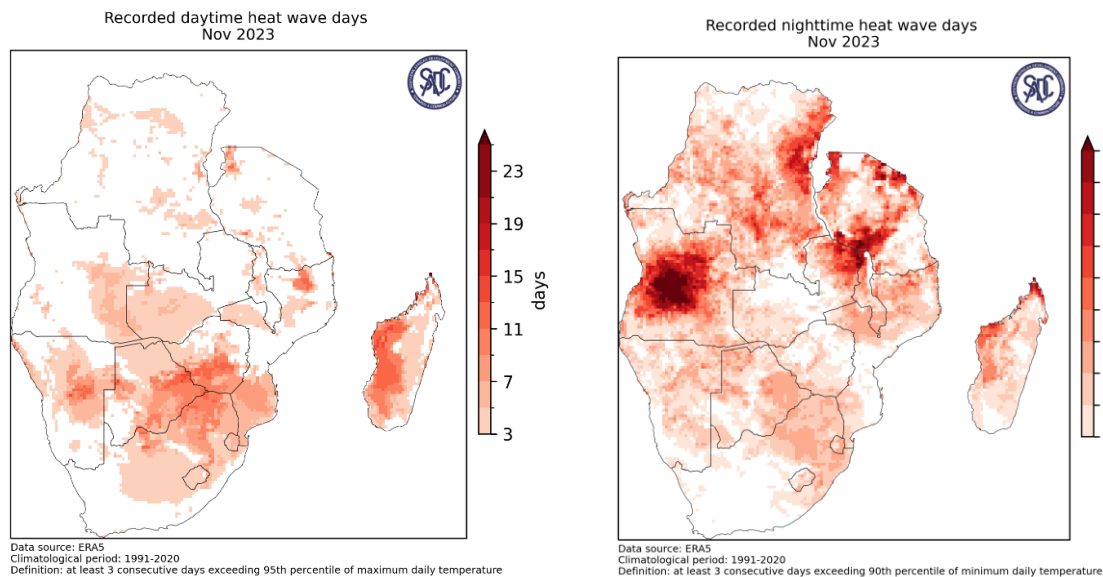 Recorded daytime heat wave days
Nov 2023
SADC
23
19
15
11
7
3
days
Data source: ERA5
Climatological period: 1991-2020
Definition: at least 3 consecutive days exceeding 95th percentile of maximum daily temperature
Recorded nighttime heat wave days
Nov 2023
SADC
Data source: ERA5
Climatological period: 1991-2020
Definition: at least 3 consecutive days exceeding 90th percentile of minimum daily temperature